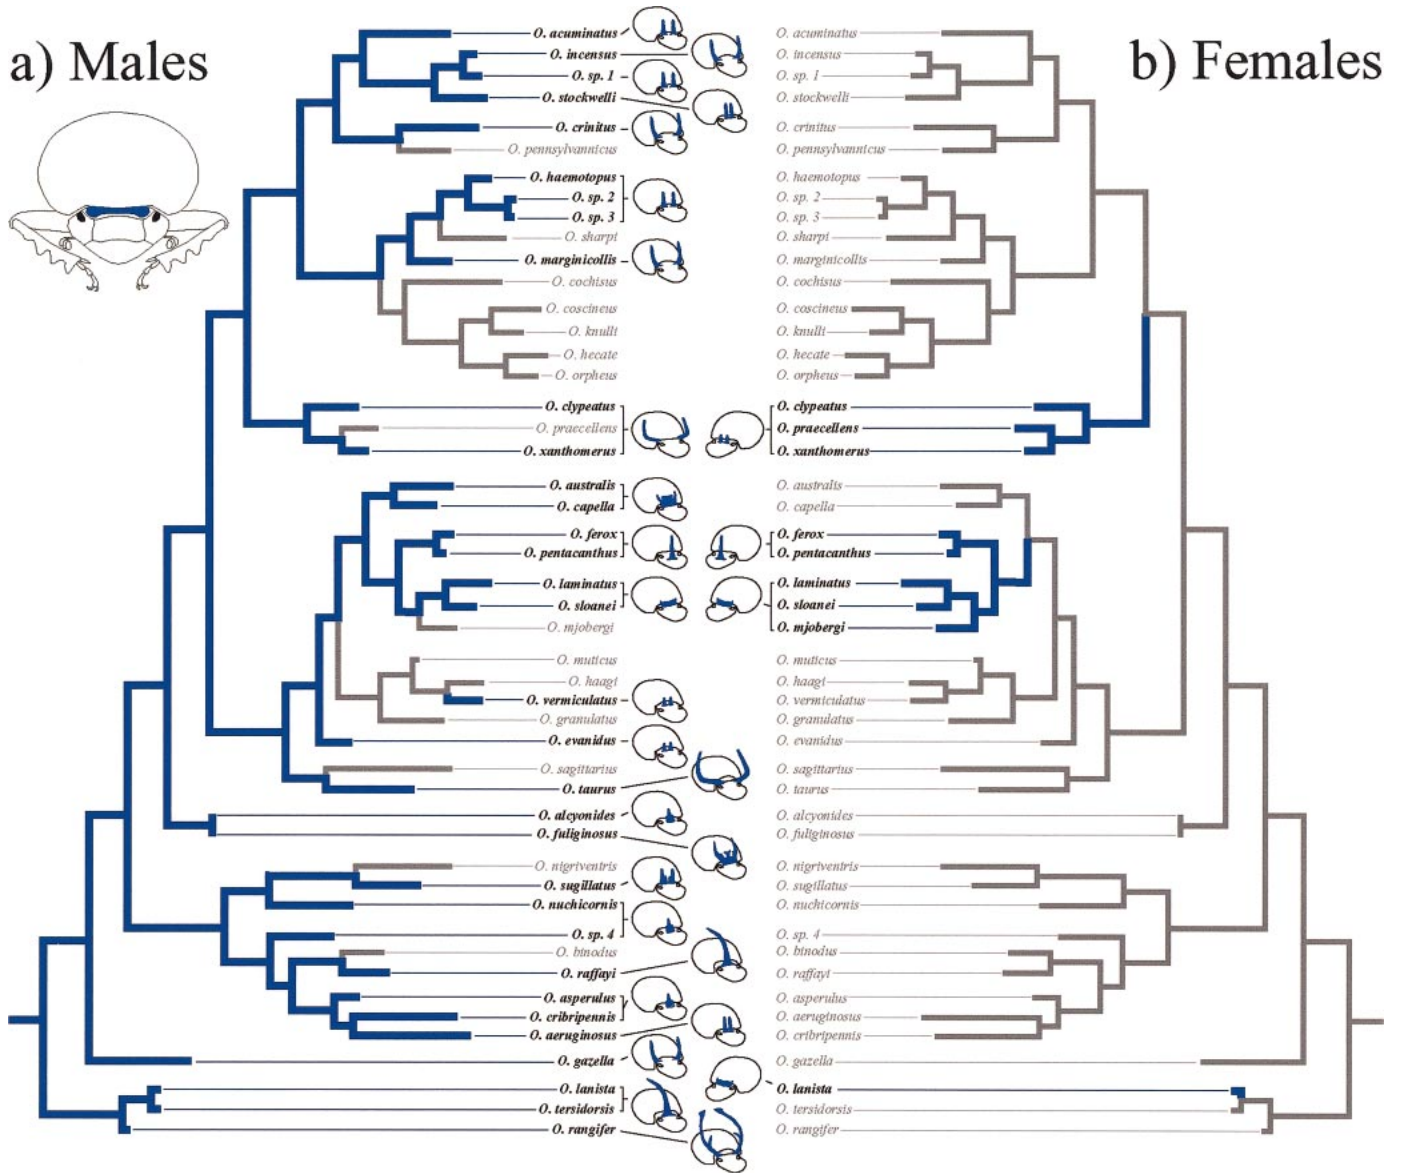 a) Males
b) Females
O. acuminatus
O. incensus
O. sp. 1
O. stockwelli
O. crinitus
O. pennsylvannicus
O. haemotopus
O. sp. 2
O. sp. 3
O. sharpi
O. marginicollis
O. cochisus
O. coscineus
O. knulli
O. hecate
O. orpheus
O. clypeatus
O. praecellens
O. xanthomerus
O. australis
O. capella
O. ferox
O. pentacanthus
O. laminatus
O. sloanei
O. mjobergi
O. muticus
O. haagi
O. vermiculatus
O. granulatus
O. evanidus
O. sagittarius
O. taurus
O. alcyonides
O. fuliginosus
O. nigriventris
O. sugillatus
O. nuchicornis
O. sp. 4
O. binodus
O. raffayi
O. asperulus
O. cribripennis
O. aeruginosus
O. gazella
O. lanista
O. tersidorsis
O. rangifer
O. acuminatus
O. incensus
O. sp. 1
O. stockwelli
O. crinitus
O. pennsylvannicus
O. haemotopus
O. sp. 2
O. sp. 3
O. sharpi
O. marginicollis
O. cochisus
O. coscineus
O. knulli
O. hecate
O. orpheus
O. clypeatus
O. praecellens
O. xanthomerus
O. australis
O. capella
O. ferox
O. pentacanthus
O. laminatus
O. sloanei
O. mjobergi
O. muticus
O. haagi
O. vermiculatus
O. granulatus
O. evanidus
O. sagittarius
O. taurus
O. alcyonides
O. fuliginosus
O. nigriventris
O. sugillatus
O. nuchicornis
O. sp. 4
O. binodus
O. raffayi
O. asperulus
O. aeruginosus
O. cribripennis
O. gazella
O. lanista
O. tersidorsis
O. rangifer